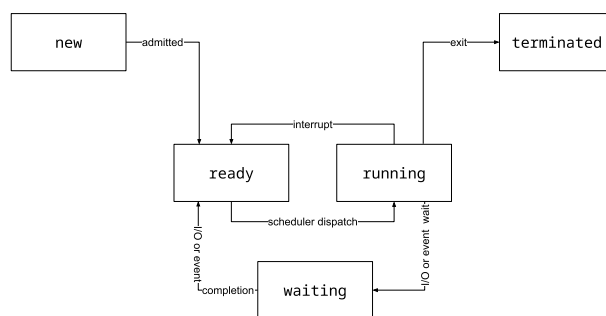 new
admitted
exit
terminated
interrupt
ready
running
scheduler dispatch
I/O or event
completion
waiting
I/O or event wait